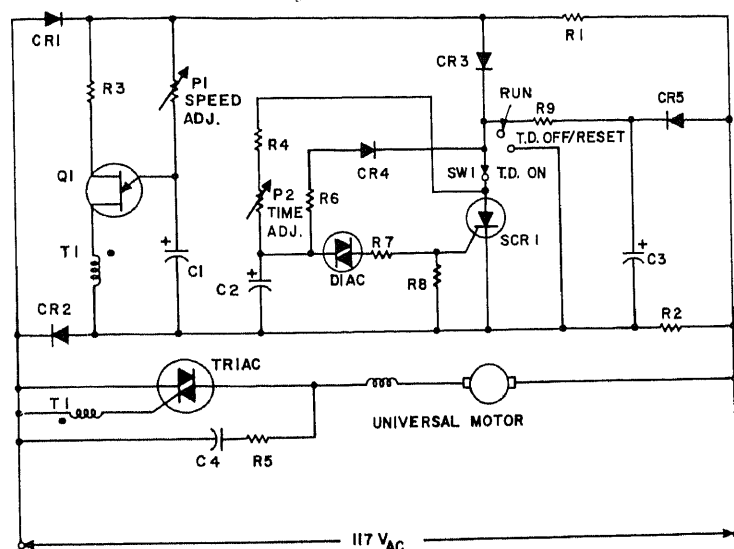 CR1
R1
CR3
R3
P1
SPEED
ADJ.
RUN
R9
CR5
R4
T.D. OFF/RESET
CR4
SW1
T.D. ON
Q1
P2
TIME
ADJ.
R6
SCR 1
T1
R7
C1
DIAC
R8
C2
C3
CR2
R2
TRIAC
T1
UNIVERSAL MOTOR
C4
R5
117 VAC